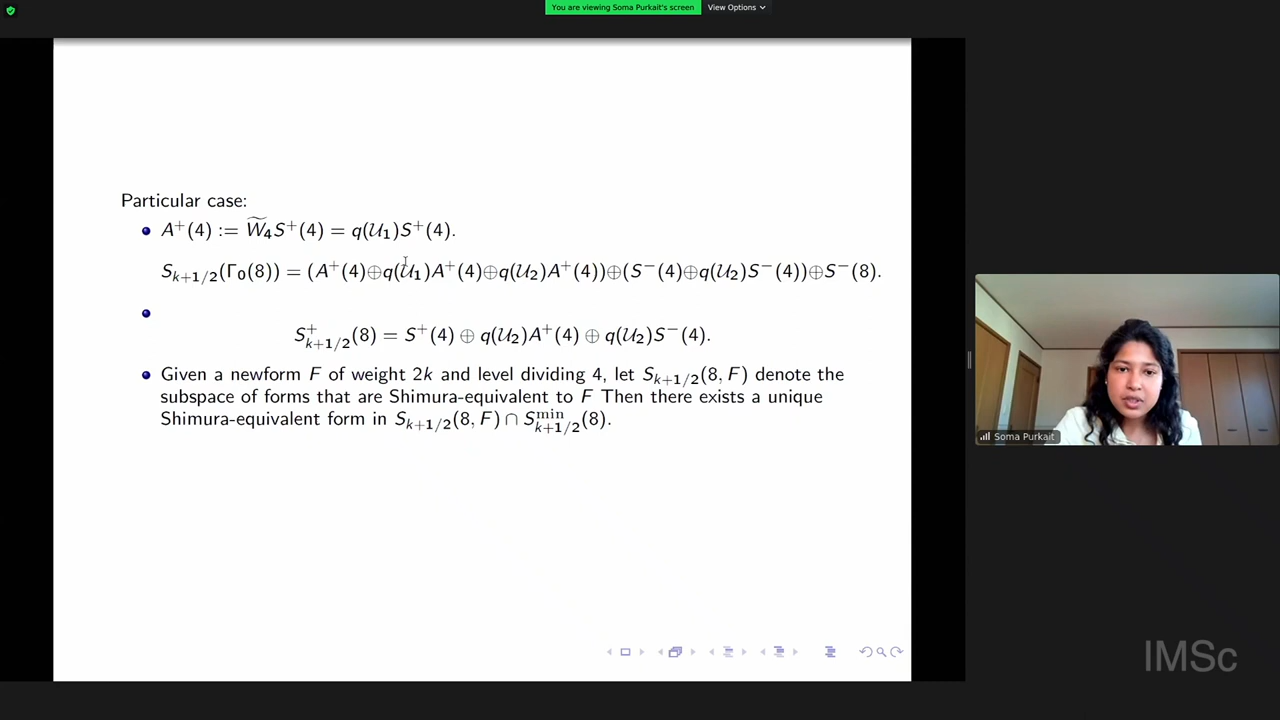 You are viewing Soma Purkait's screen View Options
Particular case:
A⁺(4) := W̃₄S⁺(4) = q(𝒰₁)S⁺(4).
S_{k+1/2}(Γ₀(8)) = (A⁺(4)⊕q(𝒰₁)A⁺(4)⊕q(𝒰₂)A⁺(4))⊕(S⁻(4)⊕q(𝒰₂)S⁻(4))⊕S⁻(8).
S⁺_{k+1/2}(8) = S⁺(4) ⊕ q(𝒰₂)A⁺(4) ⊕ q(𝒰₂)S⁻(4).
Given a newform F of weight 2k and level dividing 4, let S_{k+1/2}(8, F) denote the
subspace of forms that are Shimura-equivalent to F Then there exists a unique
Shimura-equivalent form in S_{k+1/2}(8, F) ∩ S^{min}_{k+1/2}(8).
Soma Purkait
IMSc